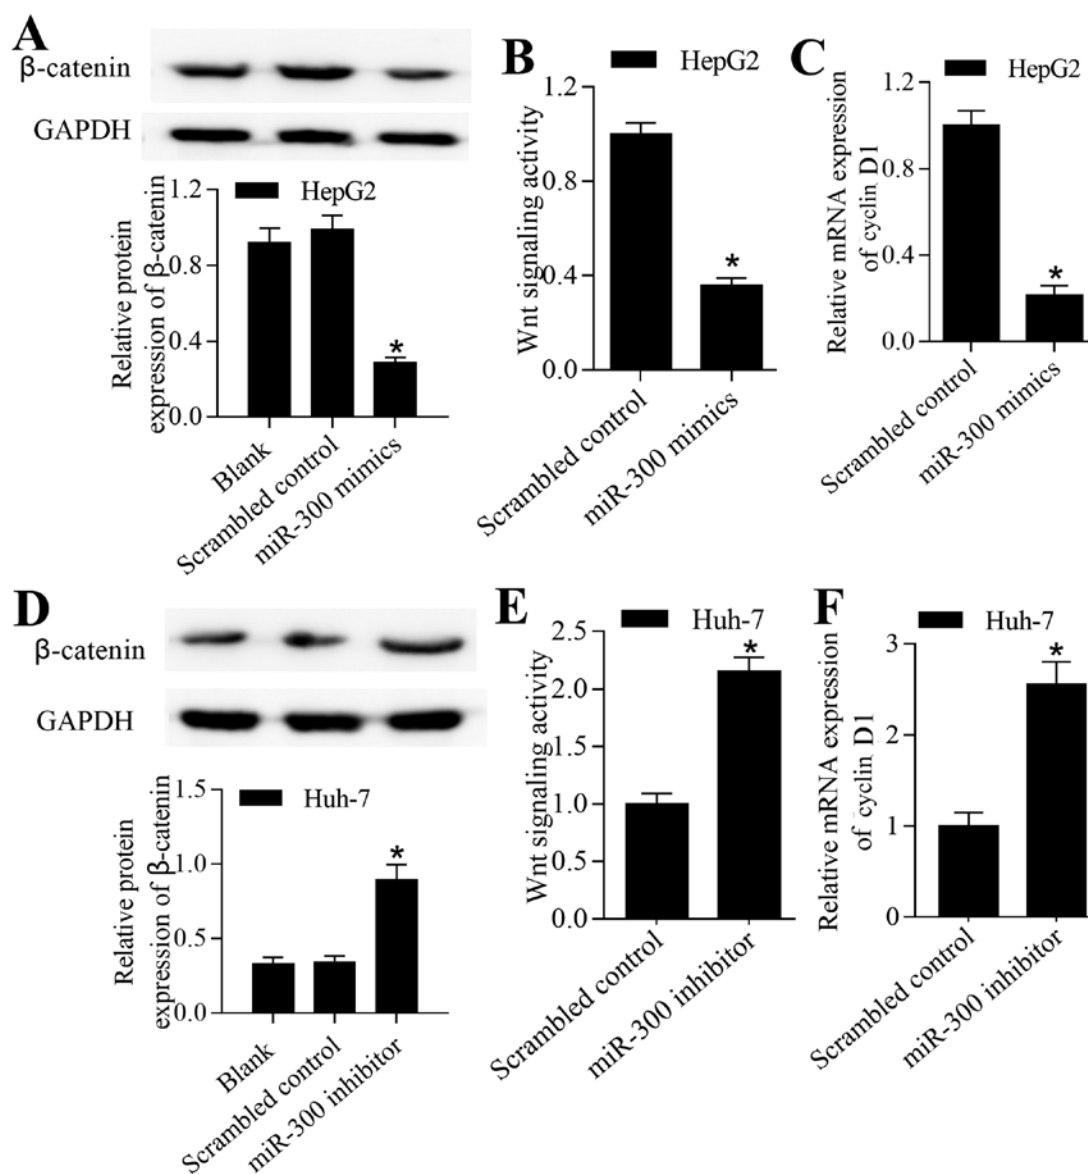 A
β-catenin
GAPDH
HepG2
Relative protein
expression of β-catenin
1.2
0.8
0.4
0.0
*
Blank
Scrambled control
miR-300 mimics
B
HepG2
Wnt signaling activity
1.2
0.8
0.4
0.0
*
Scrambled control
miR-300 mimics
C
HepG2
Relative mRNA expression
of cyclin D1
1.2
0.8
0.4
0.0
*
Scrambled control
miR-300 mimics
D
β-catenin
GAPDH
Huh-7
Relative protein
expression of β-catenin
1.5
1.0
0.5
0.0
*
Blank
Scrambled control
miR-300 inhibitor
E
Huh-7
Wnt signaling activity
2.5
2.0
1.5
1.0
0.5
0.0
*
Scrambled control
miR-300 inhibitor
F
Huh-7
Relative mRNA expression
of cyclin D1
3
2
1
0
*
Scrambled control
miR-300 inhibitor